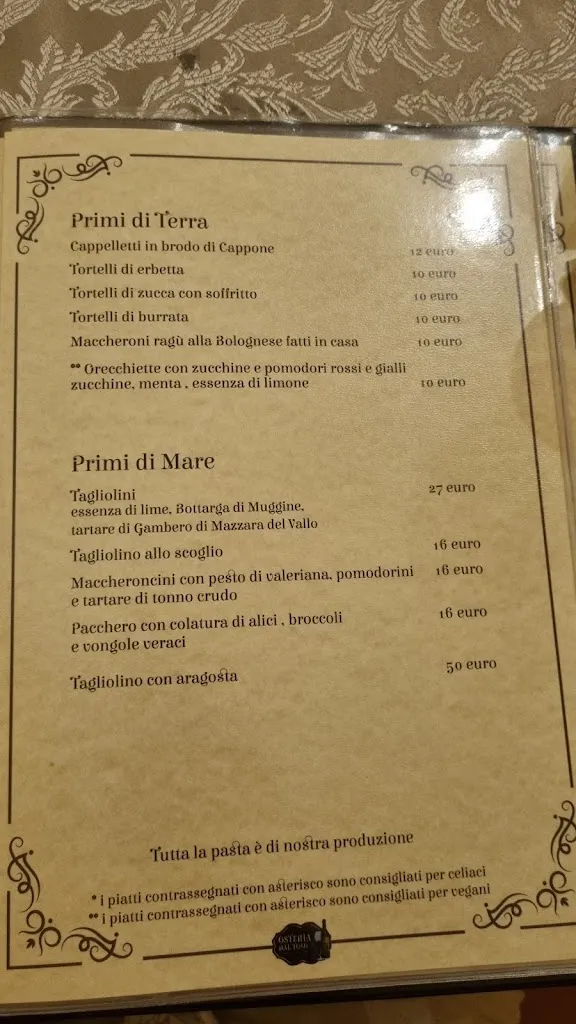 Primi di Terra
Cappelletti in brodo di Cappone 12 euro
Tortelli di erbetta 10 euro
Tortelli di zucca con soffritto 10 euro
Tortelli di burrata 10 euro
Maccheroni ragù alla Bolognese fatti in casa 10 euro
** Orecchiette con zucchine e pomodori rossi e gialli
zucchine, menta , essenza di limone 10 euro
Primi di Mare
Tagliolini 27 euro
essenza di lime, Bottarga di Muggine,
tartare di Gambero di Mazzara del Vallo
Tagliolino allo scoglio 16 euro
Maccheroncini con pesto di valeriana, pomodorini 16 euro
e tartare di tonno crudo
Pacchero con colatura di alici , broccoli 16 euro
e vongole veraci
Tagliolino con aragosta 50 euro
Tutta la pasta è di nostra produzione
* i piatti contrassegnati con asterisco sono consigliati per celiaci
** i piatti contrassegnati con asterisco sono consigliati per vegani
OSTERIA